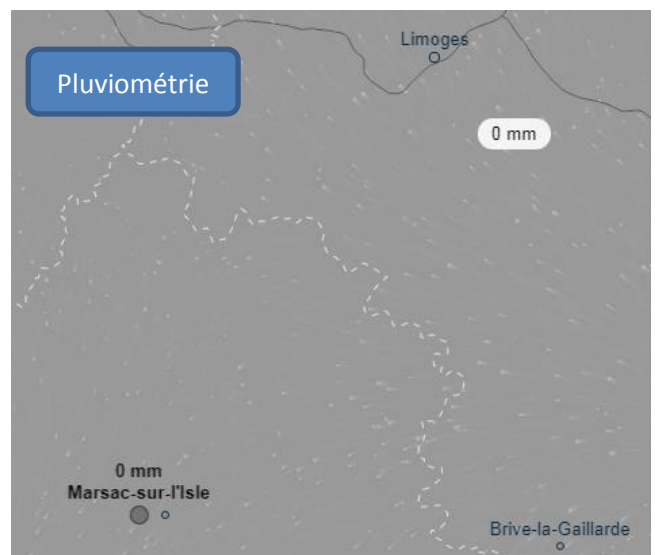 Limoges
Pluviométrie
0 mm
0 mm
Marsac-sur-l'Isle
Brive-la-Gaillarde